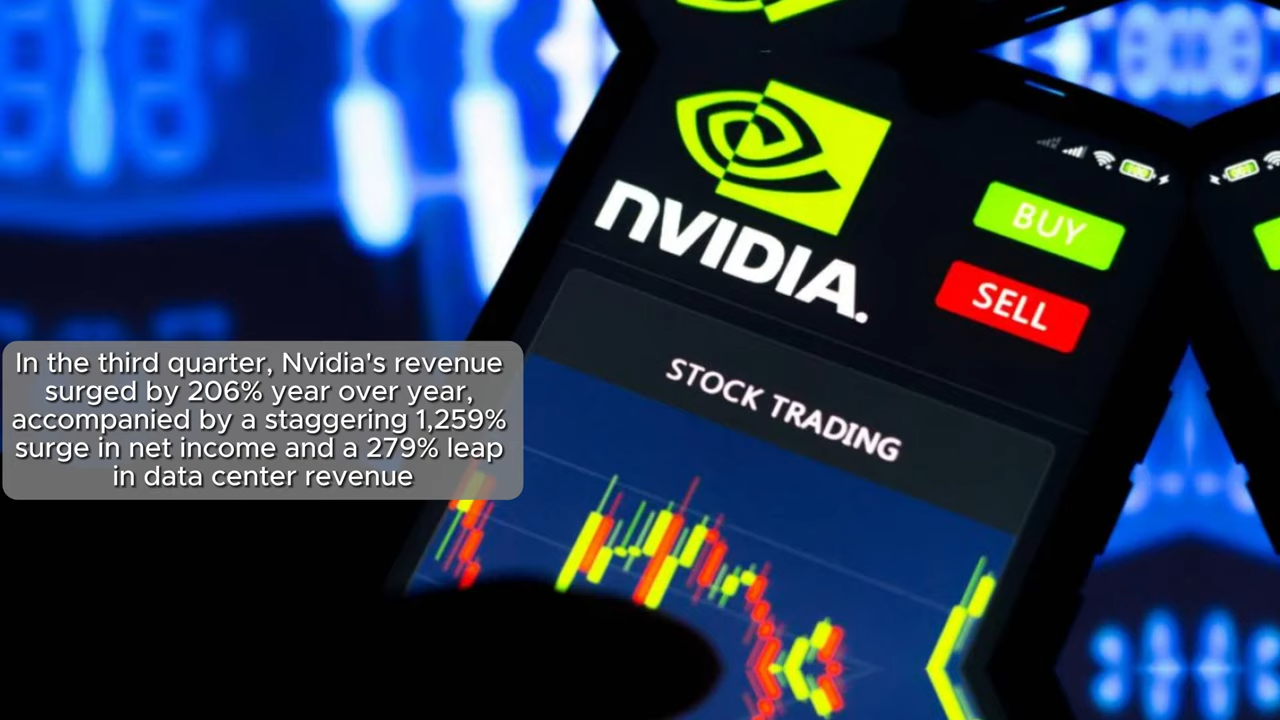 NVIDIA.
BUY
SELL
STOCK TRADING
In the third quarter, Nvidia's revenue
surged by 206% year over year,
accompanied by a staggering 1,259%
surge in net income and a 279% leap
in data center revenue